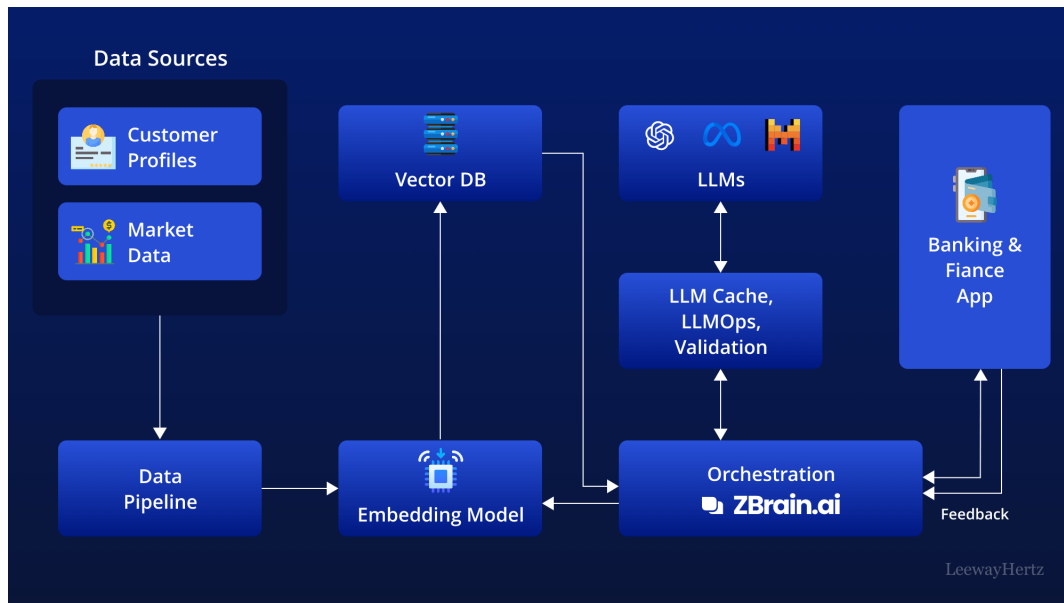 Data Sources
Customer
Profiles
Market
Data
Vector DB
LLMs
Banking &
Fiance
App
LLM Cache,
LLMOps,
Validation
Data
Pipeline
Embedding Model
Orchestration
ZBrain.ai
Feedback
LeewayHertz